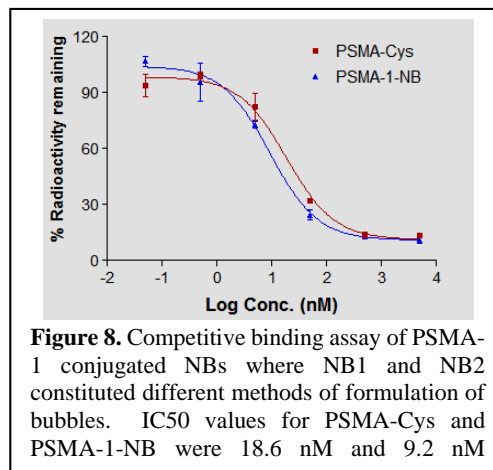 120
90
60
30
0
% Radioactivity remaining
PSMA-Cys
PSMA-1-NB
-2 -1 0 1 2 3 4
Log Conc. (nM)
Figure 8. Competitive binding assay of PSMA-
1 conjugated NBs where NB1 and NB2
constituted different methods of formulation of
bubbles. IC50 values for PSMA-Cys and
PSMA-1-NB were 18.6 nM and 9.2 nM